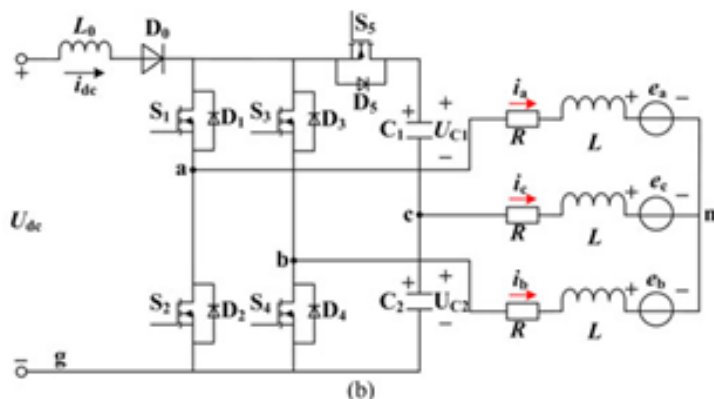 L0 D0 S5
+ idc D5
S1 D1 S3 D3 C1 + + UC1 − ia R L + ea −
a
Udc c ic R L + ec − n
b
S2 D2 S4 D4 C2 + + UC2 − ib R L + eb −
− g
(b)